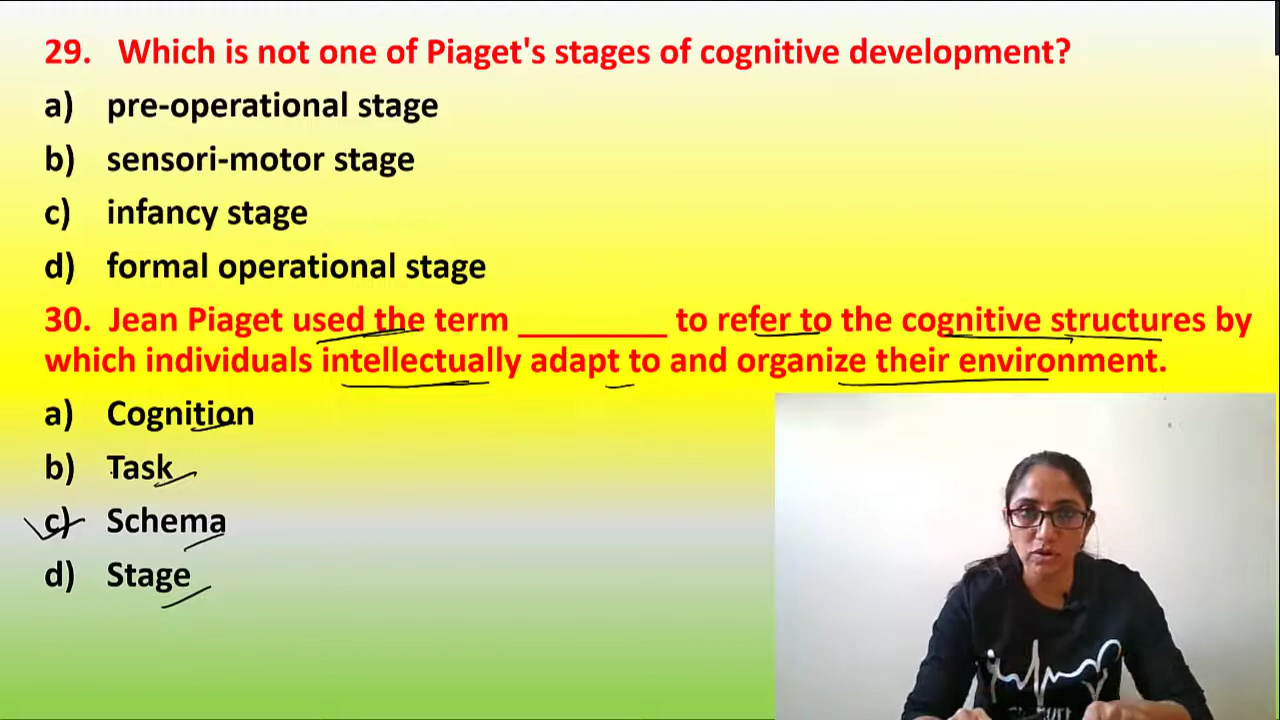 29. Which is not one of Piaget's stages of cognitive development?
a) pre-operational stage
b) sensori-motor stage
c) infancy stage
d) formal operational stage
30. Jean Piaget used the term _________ to refer to the cognitive structures by
which individuals intellectually adapt to and organize their environment.
a) Cognition
b) Task
c) Schema
d) Stage